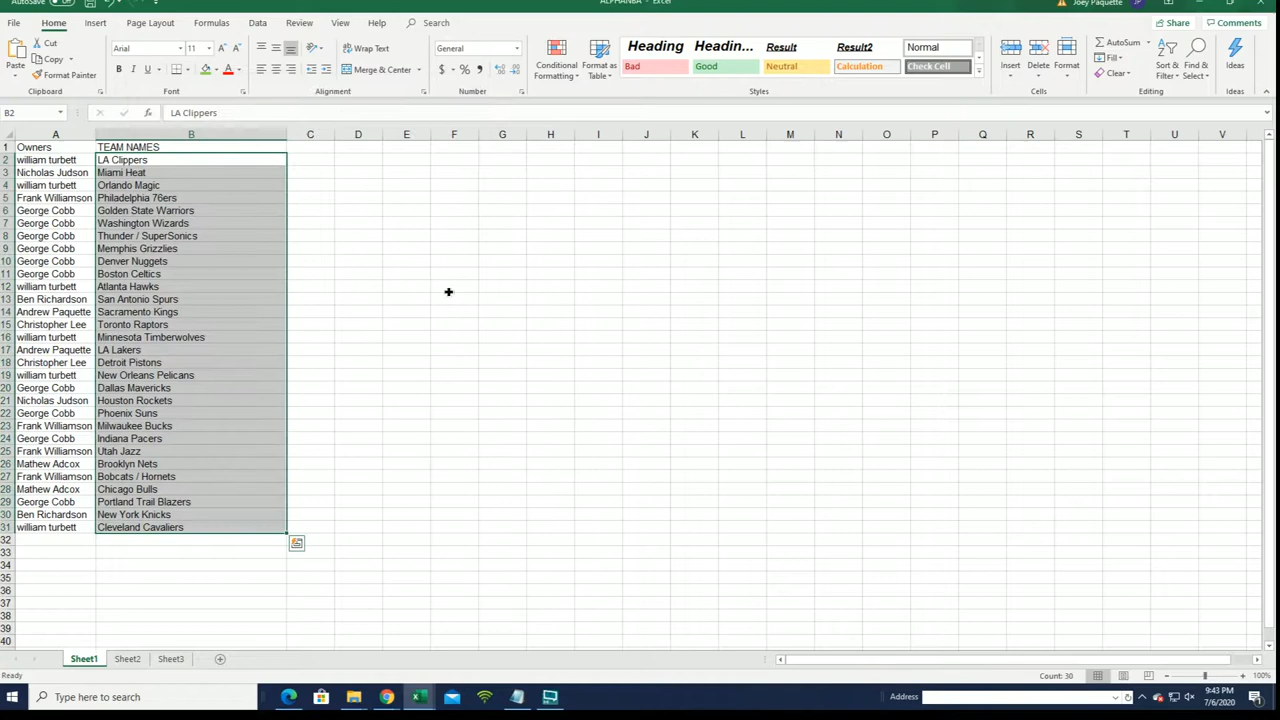 AutoSave Off ALPHANBA - Excel Joey Paquette JP
File Home Insert Page Layout Formulas Data Review View Help Search Share Comments
Paste Cut Copy Format Painter Clipboard
Arial 11 B I U Font
Wrap Text Merge & Center Alignment
General $ % Number
Conditional Formatting Format as Table
Heading Headin... Result Result2 Normal
Bad Good Neutral Calculation Check Cell Styles
Insert Delete Format Cells
AutoSum Fill Clear Sort & Filter Find & Select Editing
Ideas Ideas
B2 fx LA Clippers
A B C D E F G H I J K L M N O P Q R S T U V
1 Owners TEAM NAMES
2 william turbett LA Clippers
3 Nicholas Judson Miami Heat
4 william turbett Orlando Magic
5 Frank Williamson Philadelphia 76ers
6 George Cobb Golden State Warriors
7 George Cobb Washington Wizards
8 George Cobb Thunder / SuperSonics
9 George Cobb Memphis Grizzlies
10 George Cobb Denver Nuggets
11 George Cobb Boston Celtics
12 william turbett Atlanta Hawks
13 Ben Richardson San Antonio Spurs
14 Andrew Paquette Sacramento Kings
15 Christopher Lee Toronto Raptors
16 william turbett Minnesota Timberwolves
17 Andrew Paquette LA Lakers
18 Christopher Lee Detroit Pistons
19 william turbett New Orleans Pelicans
20 George Cobb Dallas Mavericks
21 Nicholas Judson Houston Rockets
22 George Cobb Phoenix Suns
23 Frank Williamson Milwaukee Bucks
24 George Cobb Indiana Pacers
25 Frank Williamson Utah Jazz
26 Mathew Adcox Brooklyn Nets
27 Frank Williamson Bobcats / Hornets
28 Mathew Adcox Chicago Bulls
29 George Cobb Portland Trail Blazers
30 Ben Richardson New York Knicks
31 william turbett Cleveland Cavaliers
32
33
34
35
36
37
38
39
40
Sheet1 Sheet2 Sheet3
Ready Count: 30 100%
Type here to search Address 9:43 PM
7/6/2020